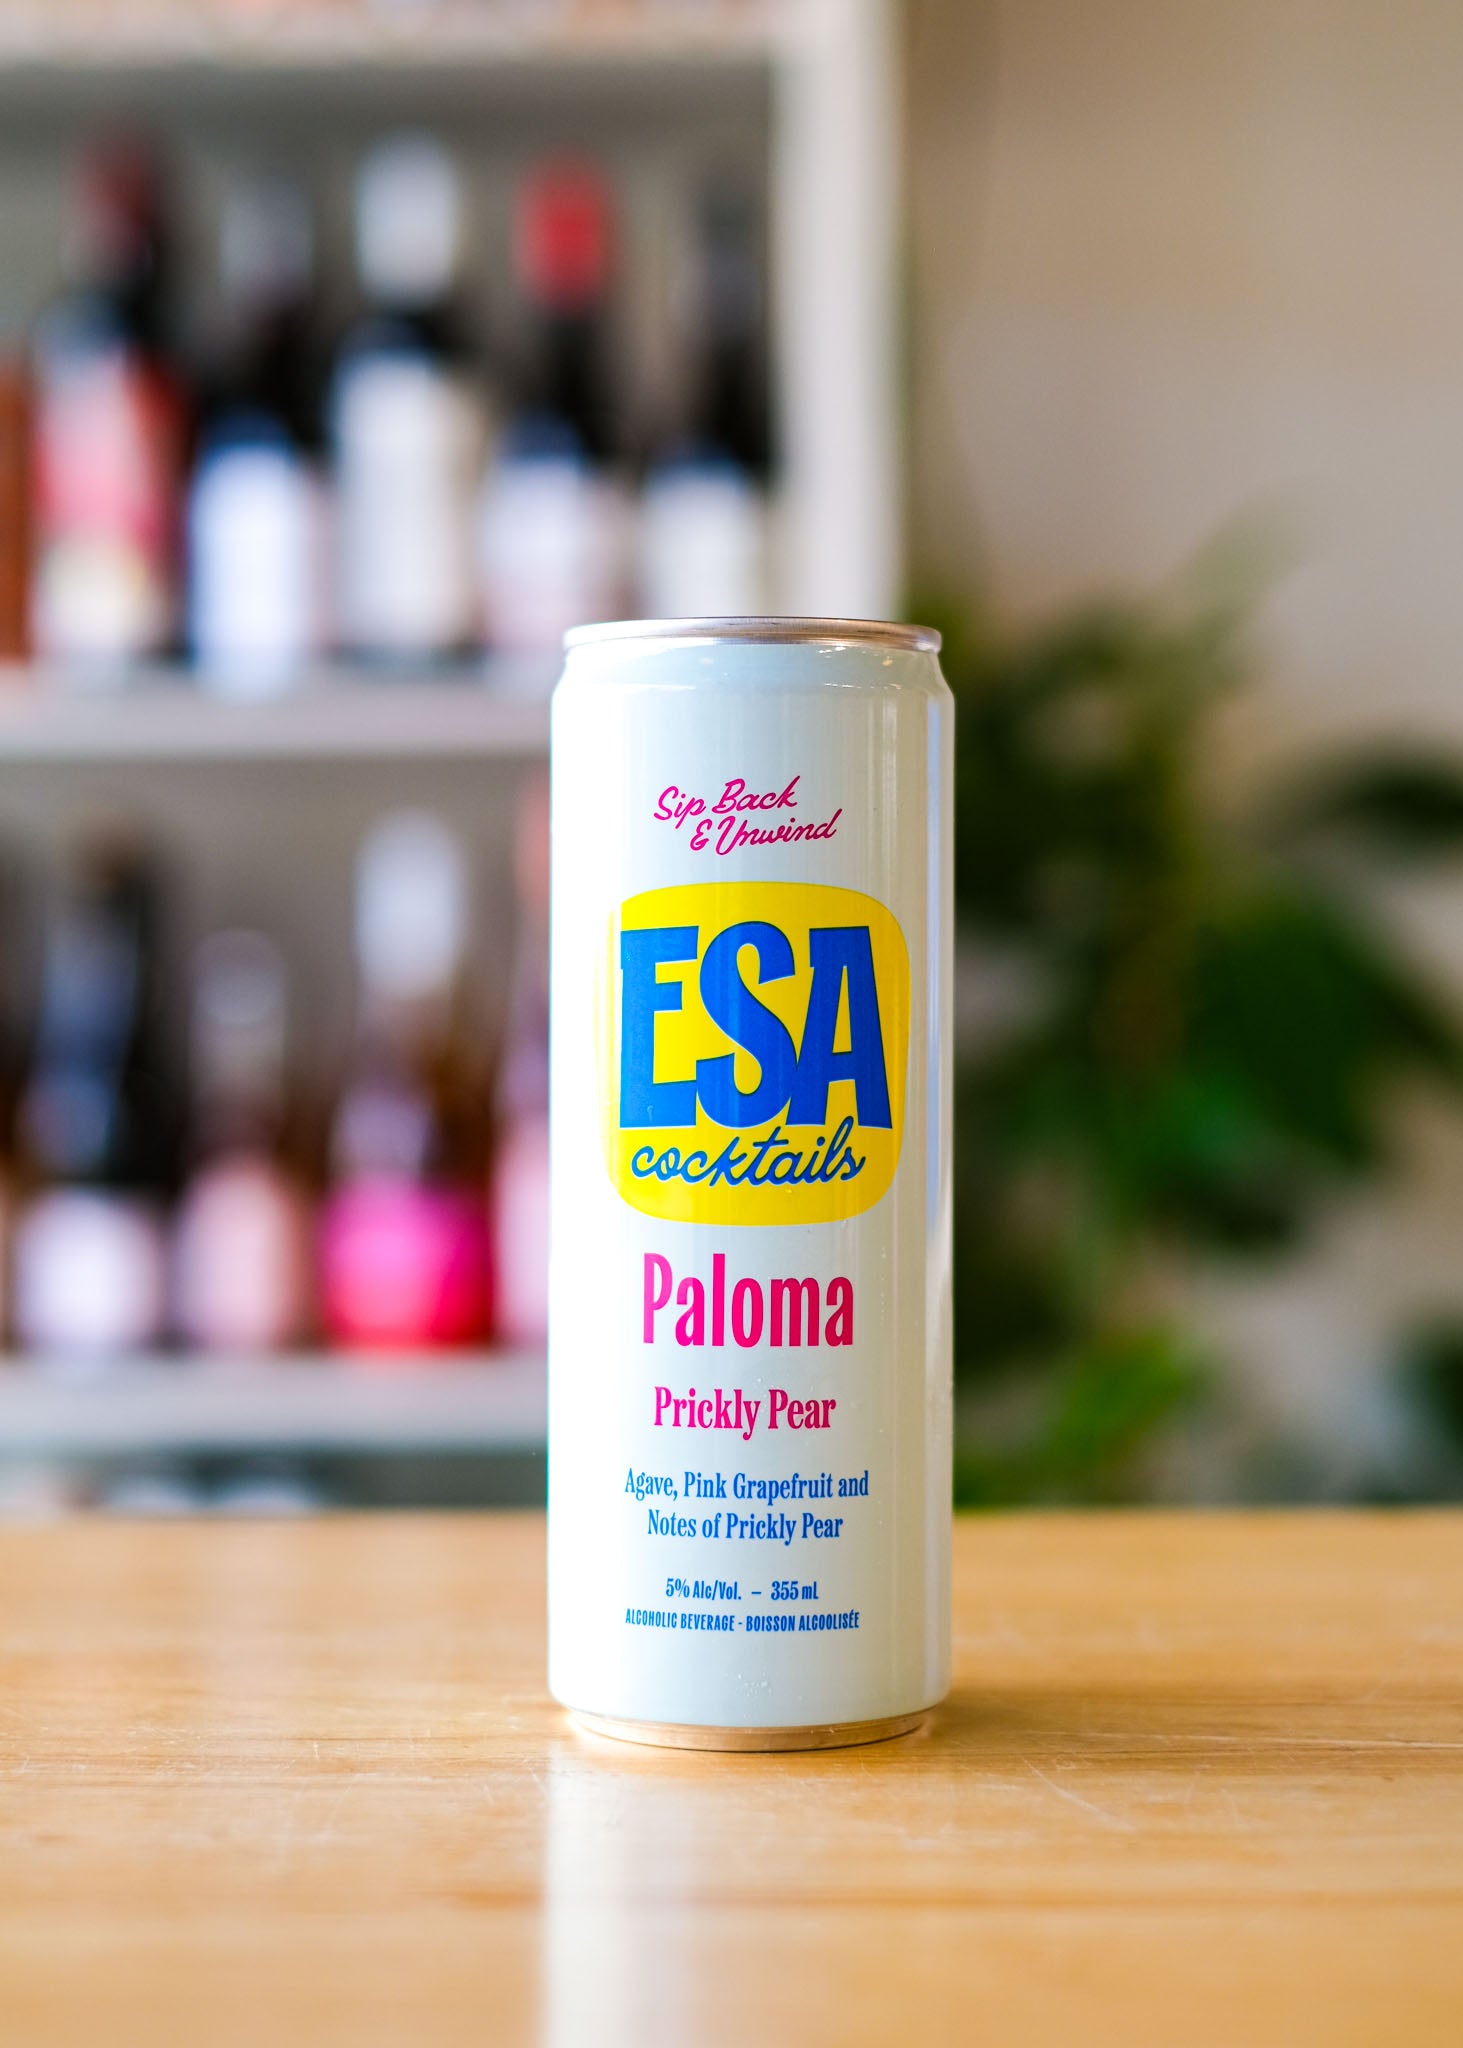 Sip Back
& Unwind
ESA
cocktails
Paloma
Prickly Pear
Agave, Pink Grapefruit and
Notes of Prickly Pear
5% Alc/Vol. – 355 mL
ALCOHOLIC BEVERAGE - BOISSON ALCOOLISÉE